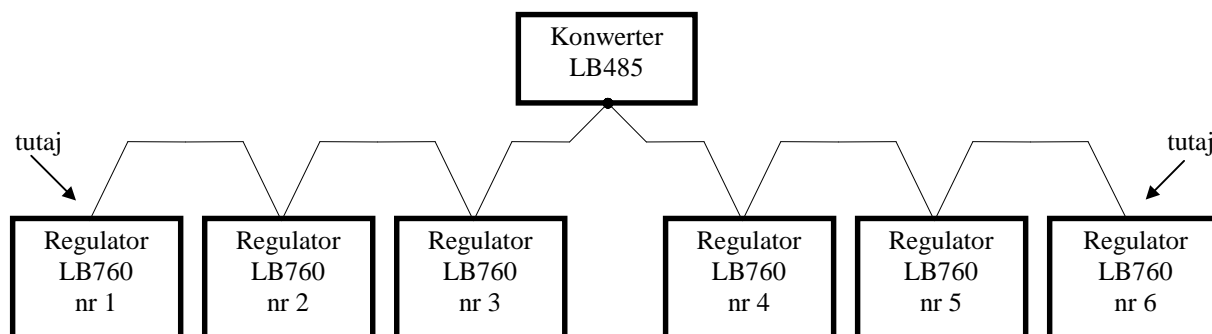 Konwerter
LB485
tutaj
tutaj
Regulator
LB760
nr 1
Regulator
LB760
nr 2
Regulator
LB760
nr 3
Regulator
LB760
nr 4
Regulator
LB760
nr 5
Regulator
LB760
nr 6